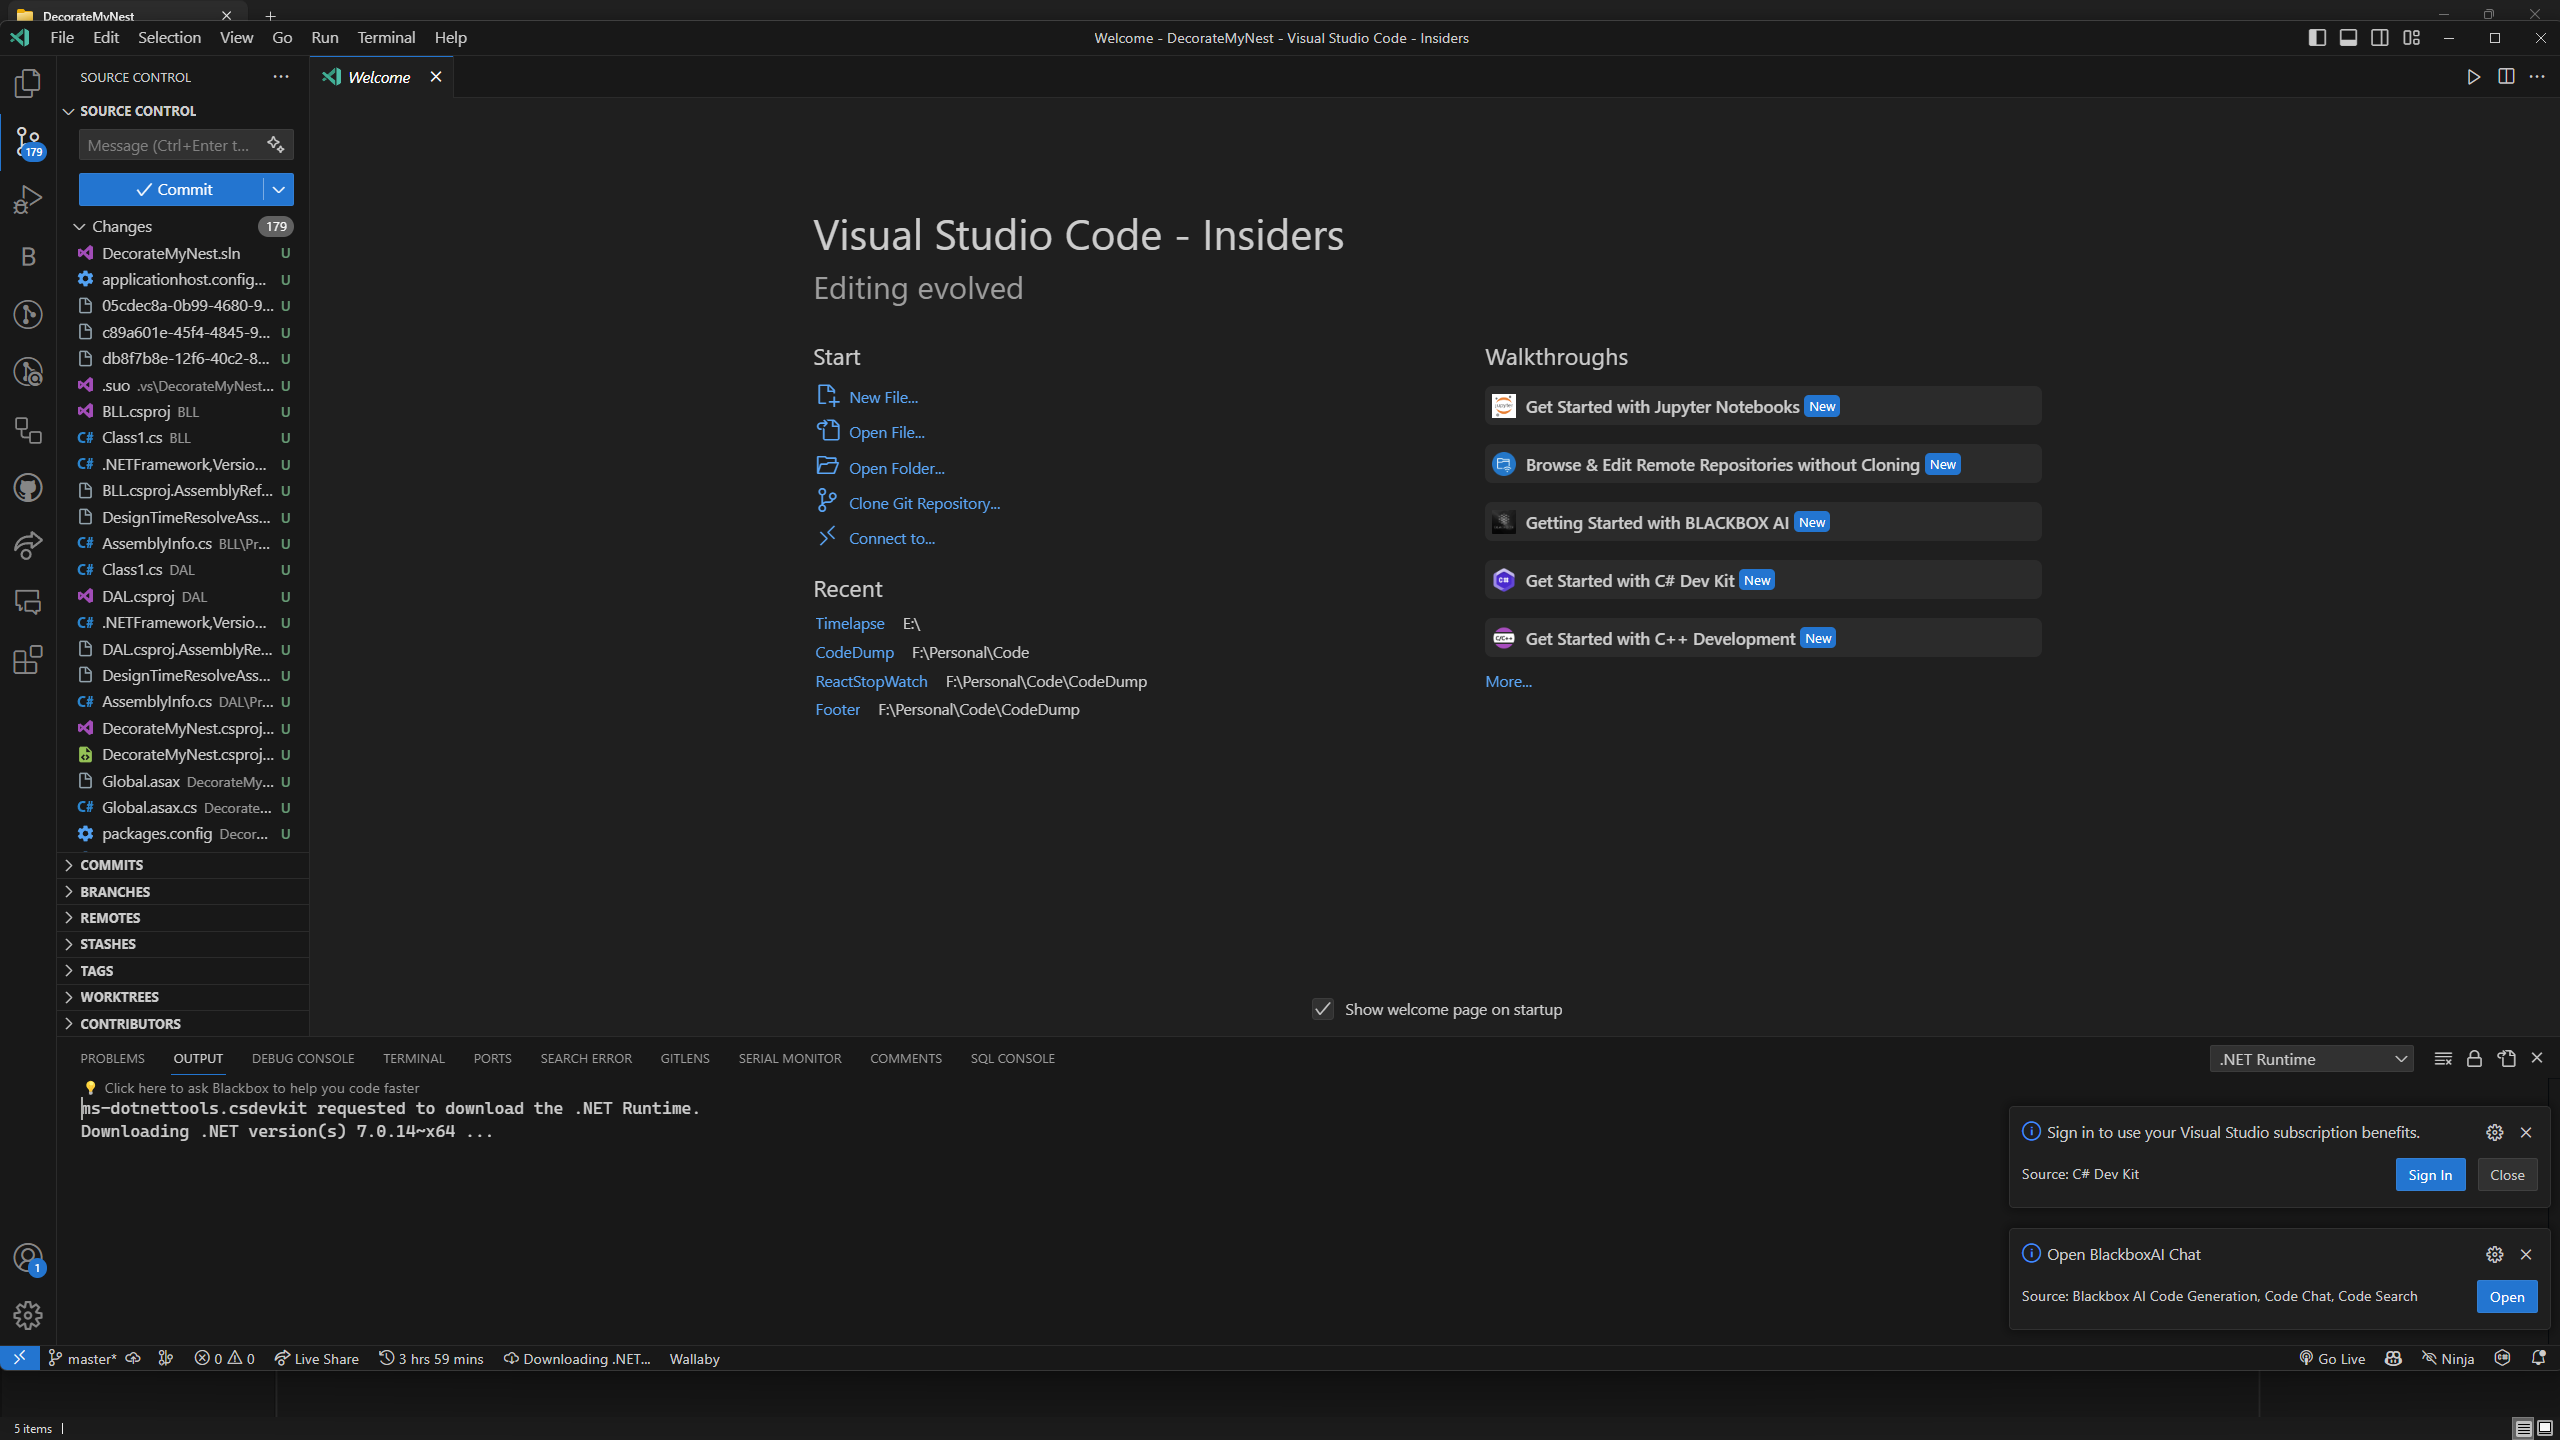 DecorateMyNest
File Edit Selection View Go Run Terminal Help
Welcome - DecorateMyNest - Visual Studio Code - Insiders
SOURCE CONTROL
Welcome
SOURCE CONTROL
Message (Ctrl+Enter t...
179
Commit
Changes 179
DecorateMyNest.sln U
applicationhost.config... U
05cdec8a-0b99-4680-9... U
c89a601e-45f4-4845-9... U
db8f7b8e-12f6-40c2-8... U
.suo .vs\DecorateMyNest... U
BLL.csproj BLL U
Class1.cs BLL U
.NETFramework,Versio... U
BLL.csproj.AssemblyRef... U
DesignTimeResolveAss... U
AssemblyInfo.cs BLL\Pr... U
Class1.cs DAL U
DAL.csproj DAL U
.NETFramework,Versio... U
DAL.csproj.AssemblyRe... U
DesignTimeResolveAss... U
AssemblyInfo.cs DAL\Pr... U
DecorateMyNest.csproj... U
DecorateMyNest.csproj... U
Global.asax DecorateMy... U
Global.asax.cs Decorate... U
packages.config Decor... U
COMMITS
BRANCHES
REMOTES
STASHES
TAGS
WORKTREES
CONTRIBUTORS
Visual Studio Code - Insiders
Editing evolved
Start
New File...
Open File...
Open Folder...
Clone Git Repository...
Connect to...
Recent
Timelapse E:\
CodeDump F:\Personal\Code
ReactStopWatch F:\Personal\Code\CodeDump
Footer F:\Personal\Code\CodeDump
Walkthroughs
Get Started with Jupyter Notebooks New
Browse & Edit Remote Repositories without Cloning New
Getting Started with BLACKBOX AI New
Get Started with C# Dev Kit New
Get Started with C++ Development New
More...
Show welcome page on startup
PROBLEMS OUTPUT DEBUG CONSOLE TERMINAL PORTS SEARCH ERROR GITLENS SERIAL MONITOR COMMENTS SQL CONSOLE
.NET Runtime
Click here to ask Blackbox to help you code faster
ms-dotnettools.csdevkit requested to download the .NET Runtime.
Downloading .NET version(s) 7.0.14~x64 ...
Sign in to use your Visual Studio subscription benefits.
Source: C# Dev Kit
Sign In Close
Open BlackboxAI Chat
Source: Blackbox AI Code Generation, Code Chat, Code Search
Open
1
master* 0 0 Live Share 3 hrs 59 mins Downloading .NET... Wallaby
Go Live Ninja
5 items